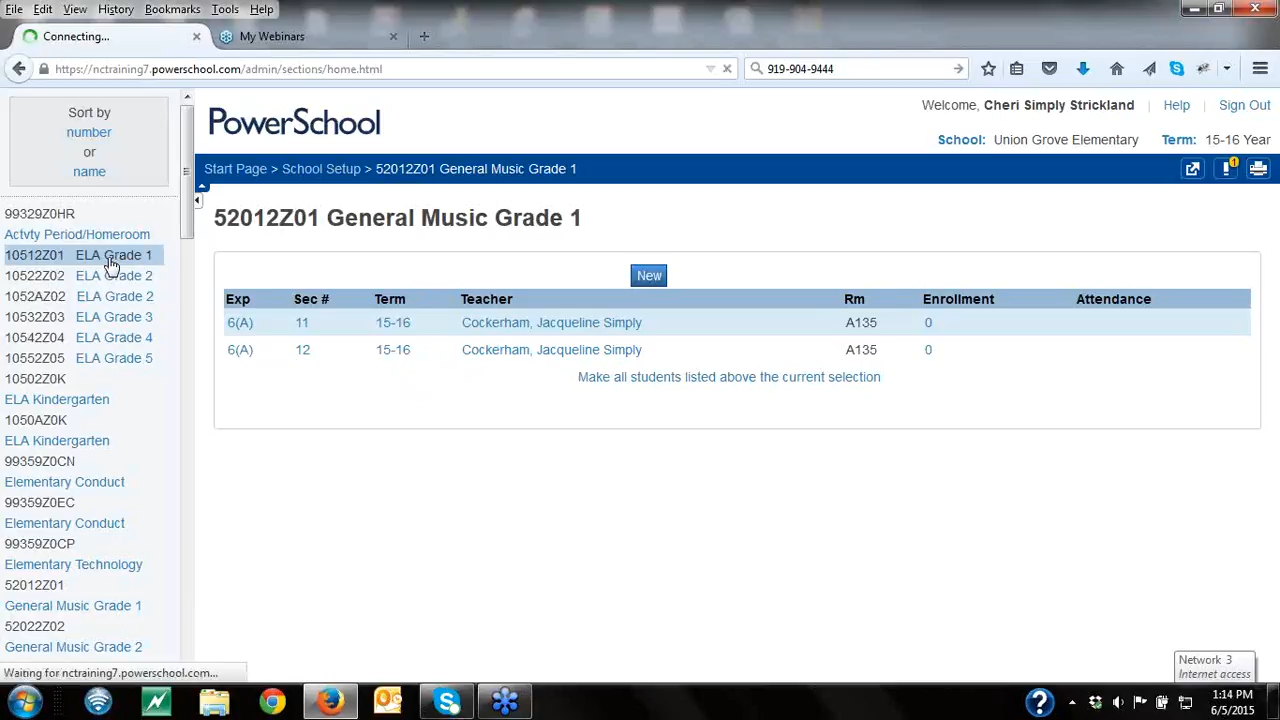 File Edit View History Bookmarks Tools Help
Connecting... My Webinars
https://nctraining7.powerschool.com/admin/sections/home.html 919-904-9444
Sort by
number
or
name
99329Z0HR
Actvty Period/Homeroom
10512Z01 ELA Grade 1
10522Z02 ELA Grade 2
1052AZ02 ELA Grade 2
10532Z03 ELA Grade 3
10542Z04 ELA Grade 4
10552Z05 ELA Grade 5
10502Z0K
ELA Kindergarten
1050AZ0K
ELA Kindergarten
99359Z0CN
Elementary Conduct
99359Z0EC
Elementary Conduct
99359Z0CP
Elementary Technology
52012Z01
General Music Grade 1
52022Z02
General Music Grade 2
PowerSchool
Welcome, Cheri Simply Strickland Help Sign Out
School: Union Grove Elementary Term: 15-16 Year
Start Page > School Setup > 52012Z01 General Music Grade 1
1
52012Z01 General Music Grade 1
New
Exp Sec # Term Teacher Rm Enrollment Attendance
6(A) 11 15-16 Cockerham, Jacqueline Simply A135 0
6(A) 12 15-16 Cockerham, Jacqueline Simply A135 0
Make all students listed above the current selection
Waiting for nctraining7.powerschool.com...
Network 3
Internet access
1:14 PM
6/5/2015